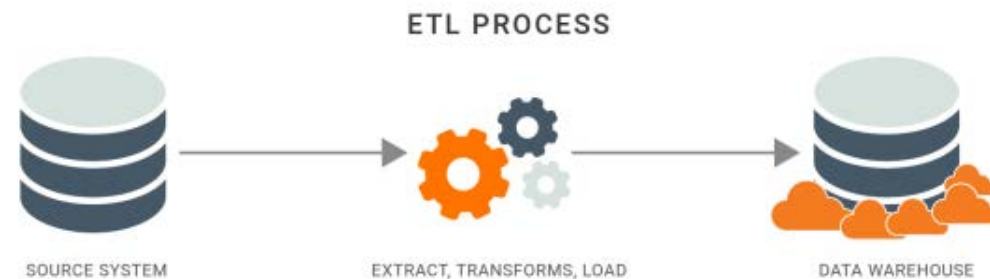 ETL PROCESS
SOURCE SYSTEM
EXTRACT, TRANSFORMS, LOAD
DATA WAREHOUSE